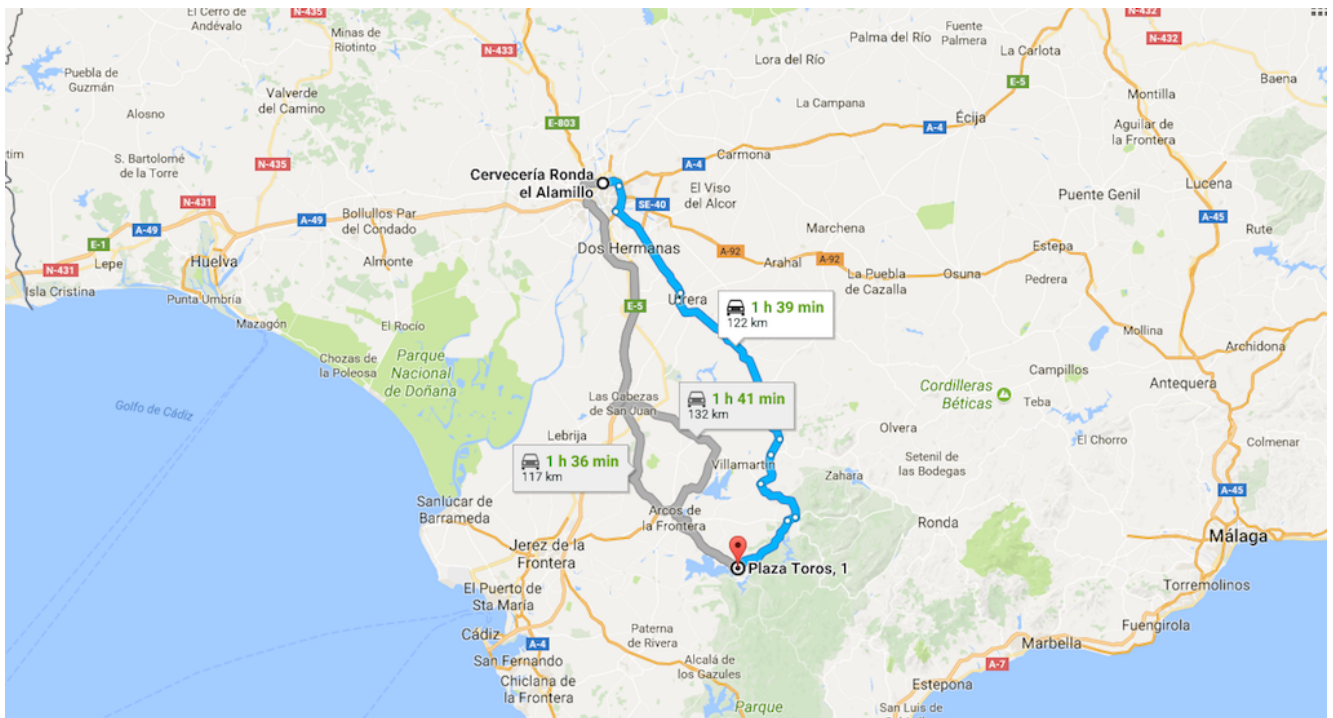 El Cerro de
Andévalo
N-435
N-432
N-432
Minas de
Riotinto
Palma del Río
Fuente
Palmera
La Carlota
N-433
Lora del Río
E-5
Baena
Puebla de
Guzmán
Valverde
del Camino
La Campana
Montilla
Alosno
E-803
Écija
A-4
Aguilar de
la Frontera
tim
S. Bartolomé
de la Torre
N-435
A-4
Carmona
Cervecería Ronda
el Alamillo
El Viso
del Alcor
Puente Genil
Lucena
N-431
SE-40
A-45
A-49
A-49
Bollullos Par
del Condado
Marchena
Rute
E-1
Dos Hermanas
Estepa
N-431
Lepe
Huelva
Almonte
A-92
Arahal
A-92
La Puebla
de Cazalla
Osuna
Pedrera
Isla Cristina
Punta Umbría
E-5
Utrera
1 h 39 min
122 km
Mazagón
El Rocío
Mollina
Archidona
Chozas de
la Poleosa
Parque
Nacional
de Doñana
Campillos
Antequera
Golfo de Cádiz
Las Cabezas
de San Juan
1 h 41 min
132 km
Cordilleras
Béticas
Teba
Lebrija
Olvera
El Chorro
Colmenar
1 h 36 min
117 km
Villamartín
Zahara
Setenil de
las Bodegas
A-45
Sanlúcar de
Barrameda
Arcos de
la Frontera
Ronda
Málaga
Jerez de la
Frontera
Plaza Toros, 1
El Puerto de
Sta María
Torremolinos
Cádiz
A-4
Paterna
de Rivera
Fuengirola
Marbella
San Fernando
Alcalá de
los Gazules
A-7
Chiclana de
la Frontera
Estepona
Parque
San Luis de